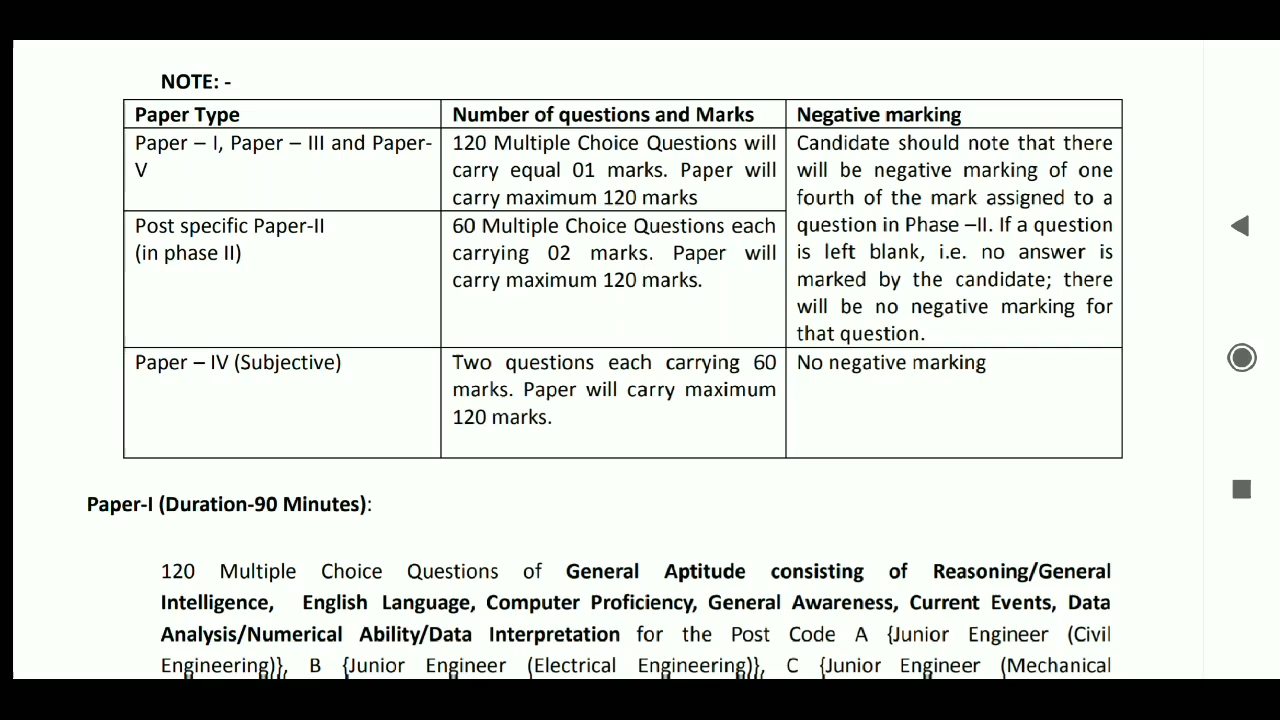 NOTE: -
Paper Type
Number of questions and Marks
Negative marking
Paper – I, Paper – III and Paper-
V
120 Multiple Choice Questions will
carry equal 01 marks. Paper will
carry maximum 120 marks
Candidate should note that there
will be negative marking of one
fourth of the mark assigned to a
question in Phase –II. If a question
is left blank, i.e. no answer is
marked by the candidate; there
will be no negative marking for
that question.
Post specific Paper-II
(in phase II)
60 Multiple Choice Questions each
carrying 02 marks. Paper will
carry maximum 120 marks.
Paper – IV (Subjective)
Two questions each carrying 60
marks. Paper will carry maximum
120 marks.
No negative marking
Paper-I (Duration-90 Minutes):
120 Multiple Choice Questions of General Aptitude consisting of Reasoning/General
Intelligence, English Language, Computer Proficiency, General Awareness, Current Events, Data
Analysis/Numerical Ability/Data Interpretation for the Post Code A {Junior Engineer (Civil
Engineering)}, B {Junior Engineer (Electrical Engineering)}, C {Junior Engineer (Mechanical